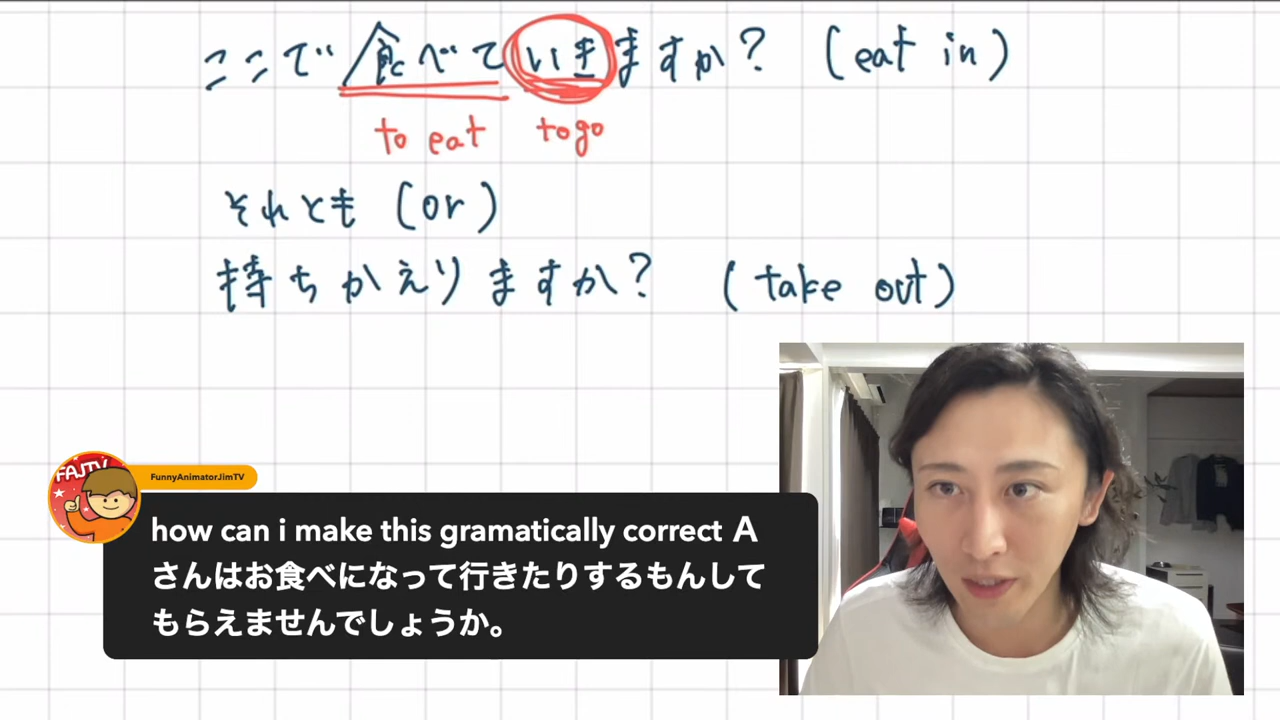 ここで食べていきますか? (eat in)
to eat togo
それとも (or)
持ちかえりますか? (take out)
FAJTV
FunnyAnimatorJimTV
how can i make this gramatically correct A
さんはお食べになって行きたりするもんして
もらえませんでしょうか。